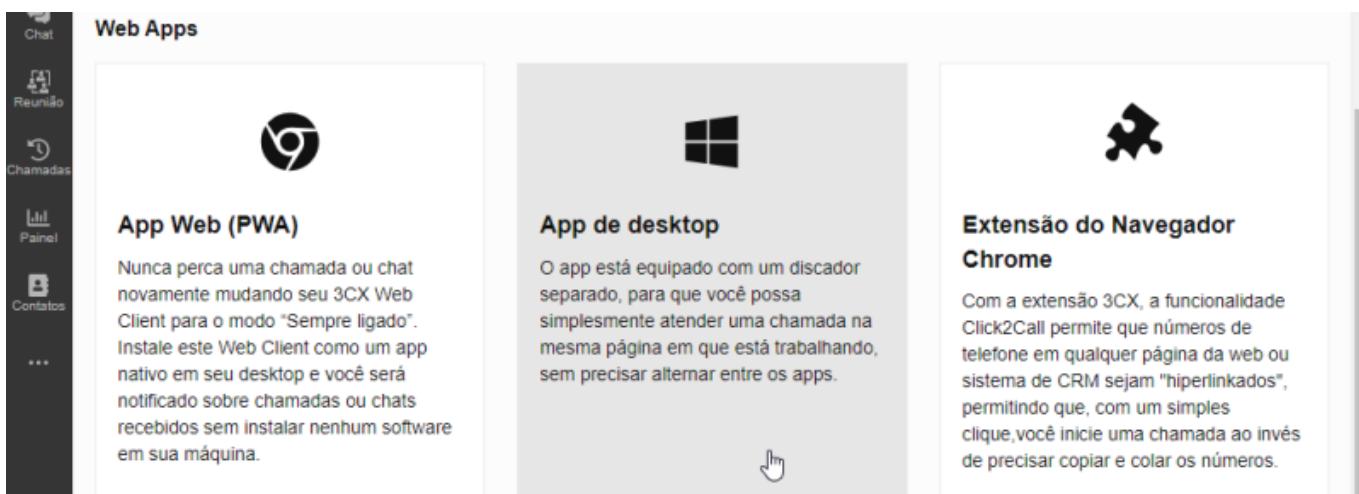 Chat
Reunião
Chamadas
Painel
Contatos
Web Apps
App Web (PWA)
Nunca perca uma chamada ou chat
novamente mudando seu 3CX Web
Client para o modo “Sempre ligado”.
Instale este Web Client como um app
nativo em seu desktop e você será
notificado sobre chamadas ou chats
recebidos sem instalar nenhum software
em sua máquina.
App de desktop
O app está equipado com um discador
separado, para que você possa
simplesmente atender uma chamada na
mesma página em que está trabalhando,
sem precisar alternar entre os apps.
Extensão do Navegador
Chrome
Com a extensão 3CX, a funcionalidade
Click2Call permite que números de
telefone em qualquer página da web ou
sistema de CRM sejam "hiperlinkados",
permitindo que, com um simples
clique,você inicie uma chamada ao invés
de precisar copiar e colar os números.